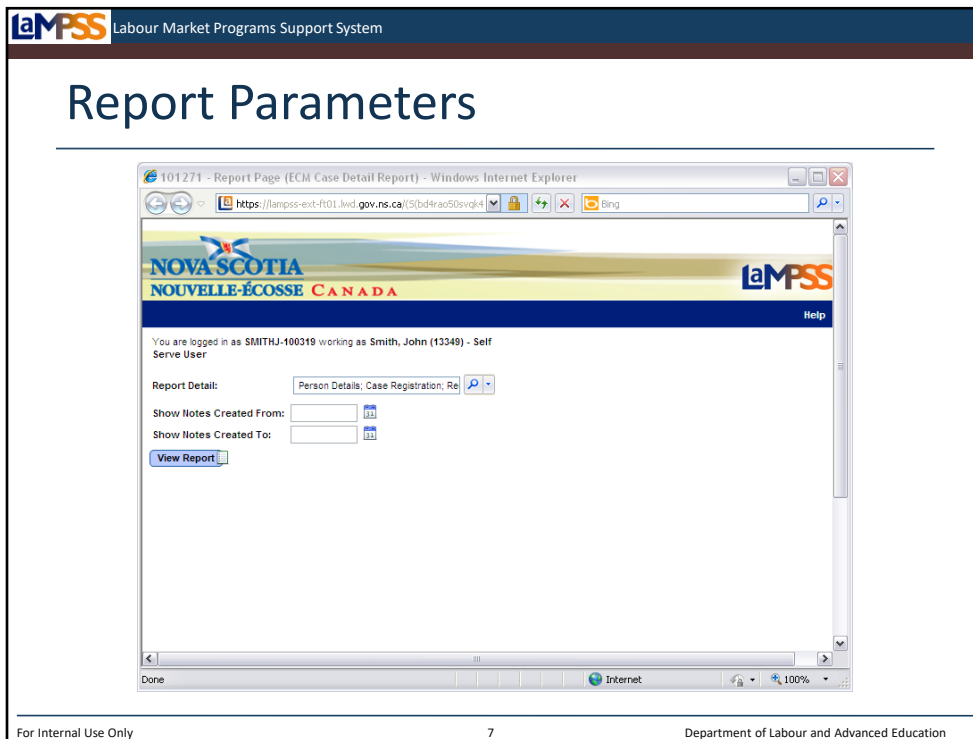 LaMPSS Labour Market Programs Support System
Report Parameters
101271 - Report Page (ECM Case Detail Report) - Windows Internet Explorer
https://lampss-ext-ft01.lwd.gov.ns.ca/(S(bd4rao50svqk4 Bing
NOVA SCOTIA
NOUVELLE-ÉCOSSE CANADA
LaMPSS
Help
You are logged in as SMITHJ-100319 working as Smith, John (13349) - Self
Serve User
Report Detail: Person Details; Case Registration; Re
Show Notes Created From: 31
Show Notes Created To: 31
View Report
Done Internet 100%
For Internal Use Only 7 Department of Labour and Advanced Education